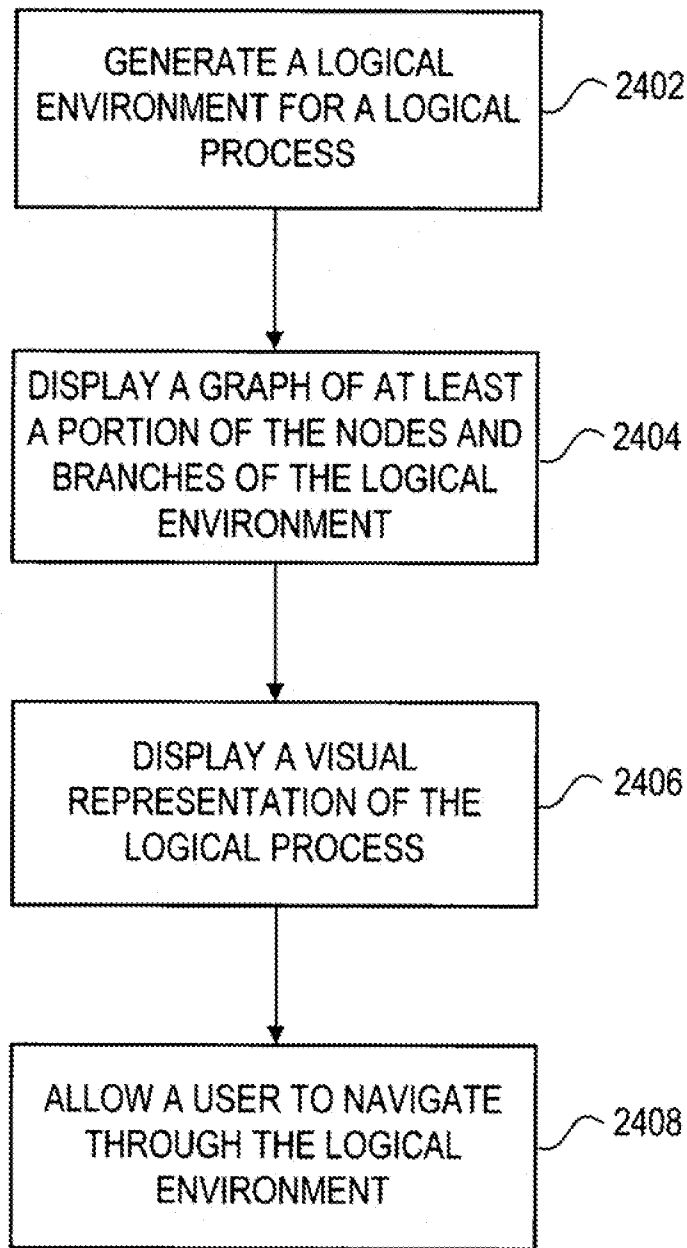 GENERATE A LOGICAL
ENVIRONMENT FOR A LOGICAL
PROCESS
2402
DISPLAY A GRAPH OF AT LEAST
A PORTION OF THE NODES AND
BRANCHES OF THE LOGICAL
ENVIRONMENT
2404
DISPLAY A VISUAL
REPRESENTATION OF THE
LOGICAL PROCESS
2406
ALLOW A USER TO NAVIGATE
THROUGH THE LOGICAL
ENVIRONMENT
2408